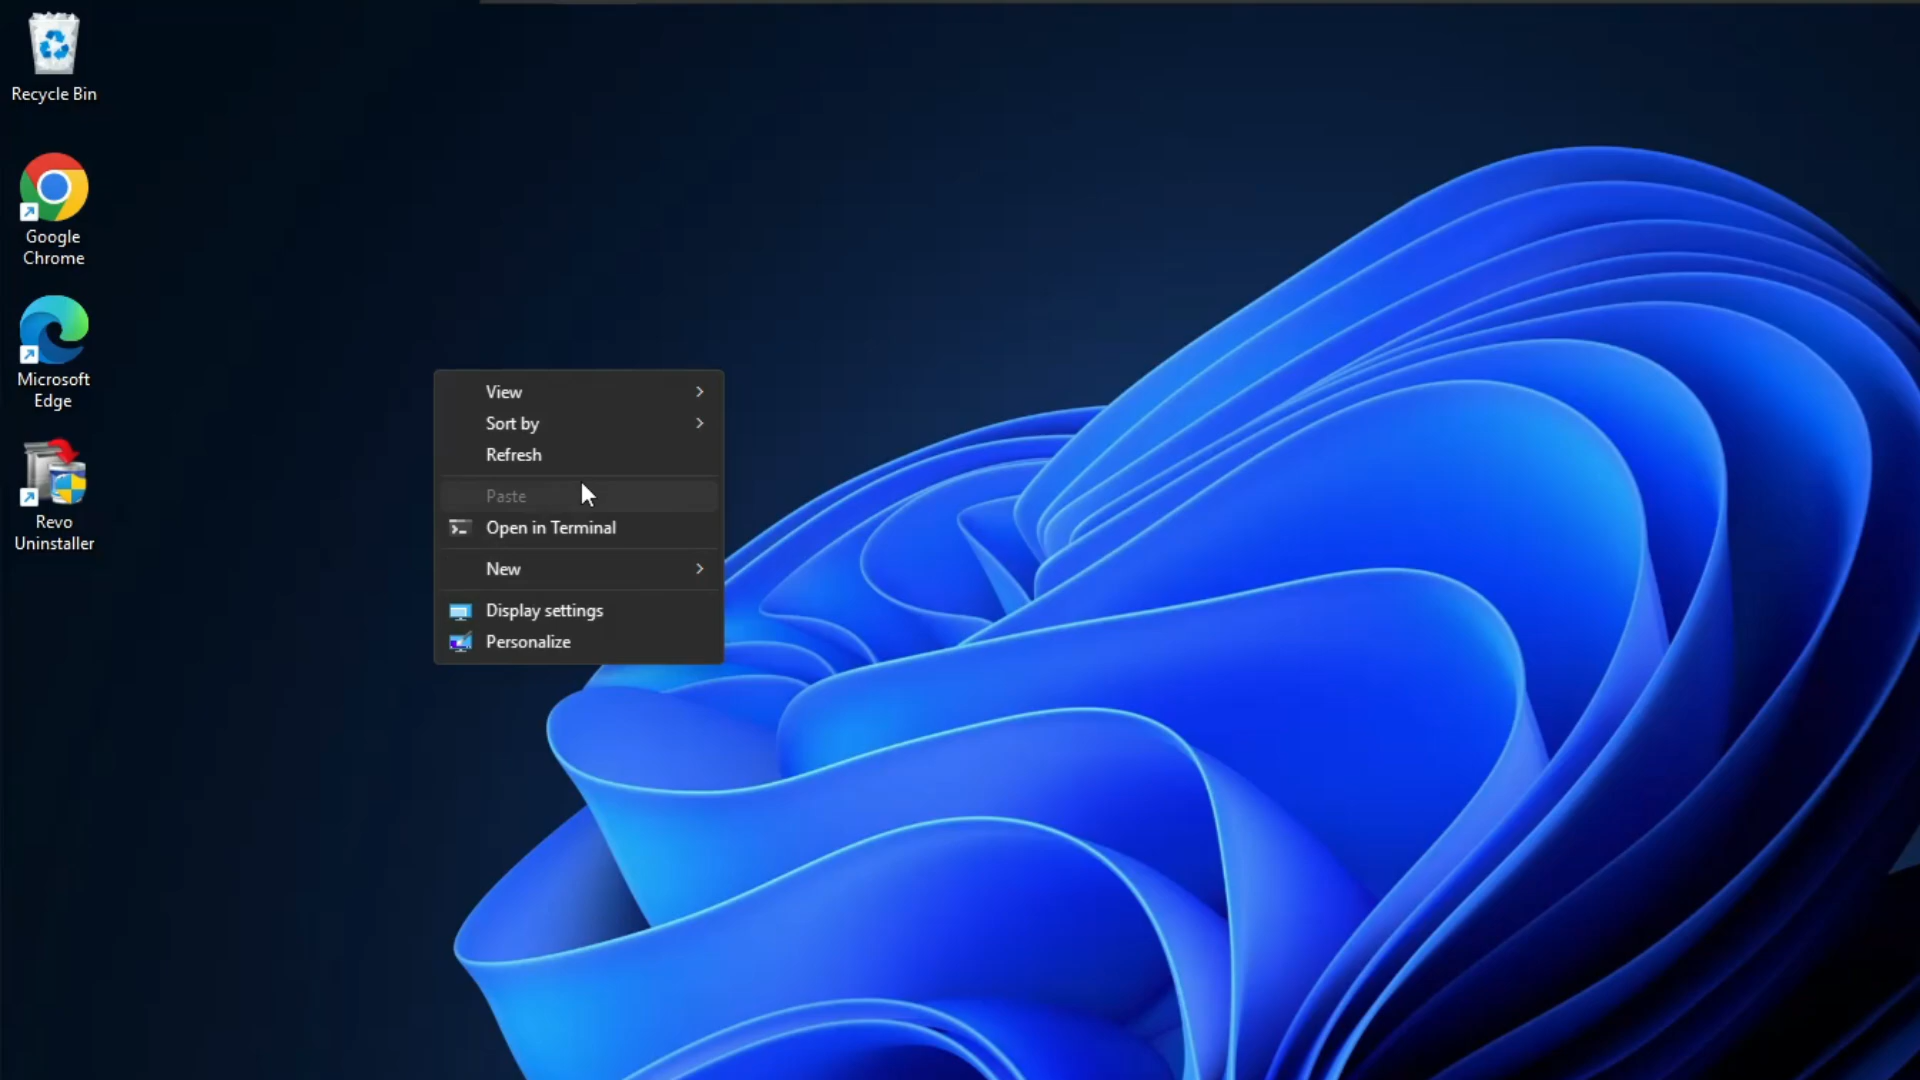 Recycle Bin
Google
Chrome
Microsoft
Edge
Revo
Uninstaller
View
Sort by
Refresh
Paste
Open in Terminal
New
Display settings
Personalize